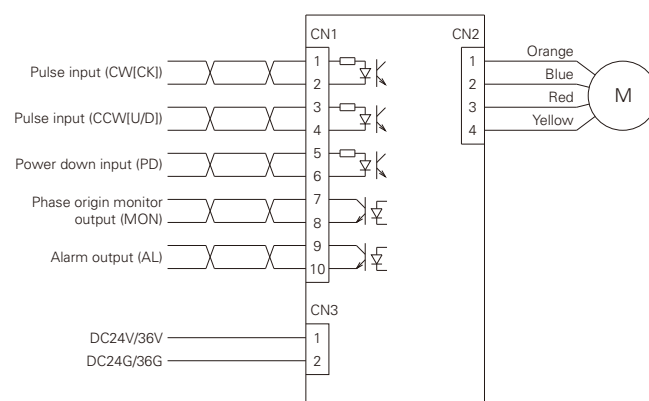 CN1
CN2
Pulse input (CW[CK])
1
2
Pulse input (CCW[U/D])
3
4
Power down input (PD)
5
6
Phase origin monitor
output (MON)
7
8
Alarm output (AL)
9
10
1
2
3
4
Orange
Blue
Red
Yellow
M
CN3
DC24V/36V
1
DC24G/36G
2